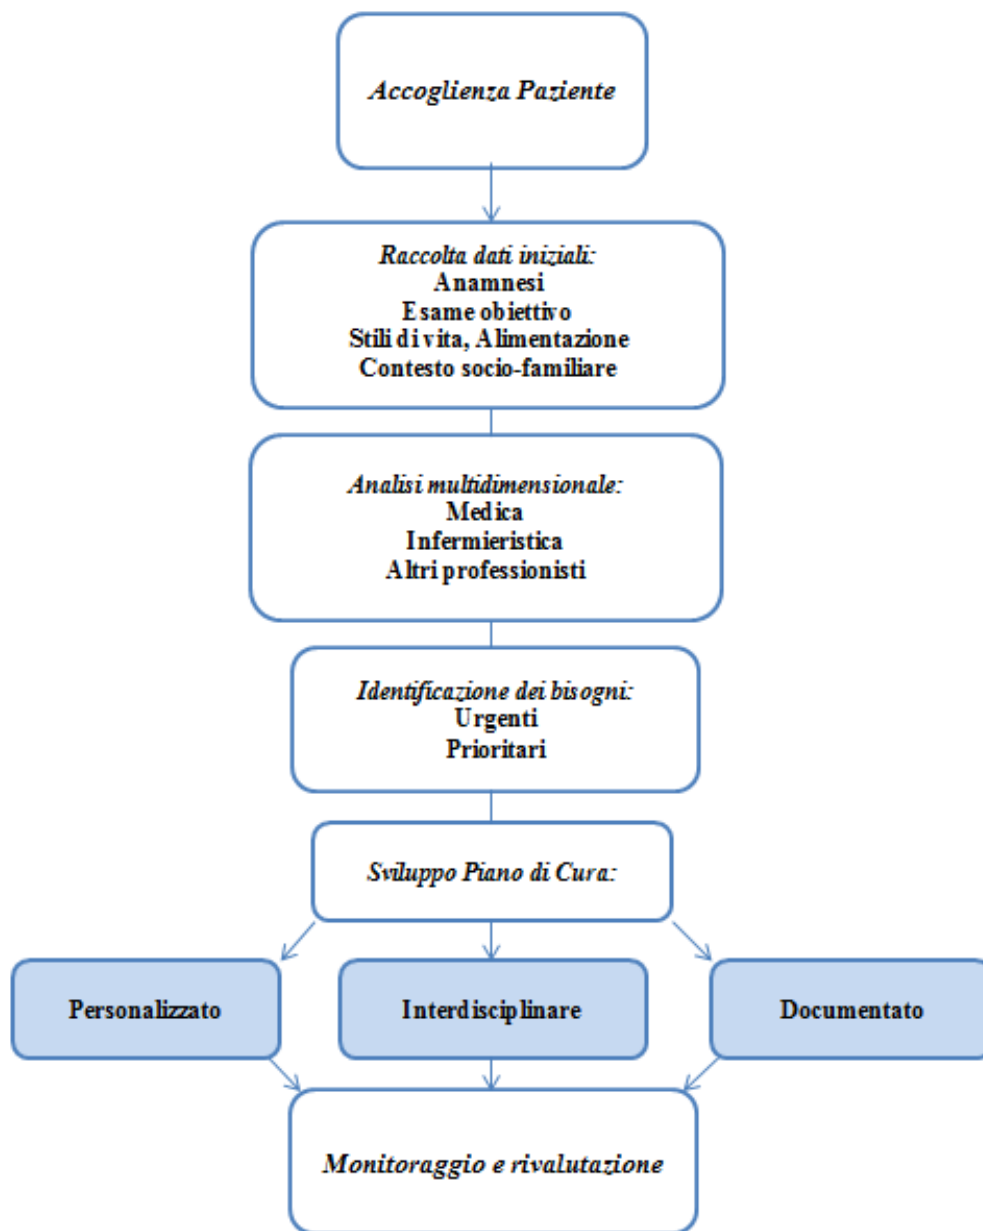 Accoglienza Paziente
Raccolta dati iniziali:
Anamnesi
Esame obiettivo
Stili di vita, Alimentazione
Contesto socio-familiare
Analisi multidimensionale:
Medica
Infermieristica
Altri professionisti
Identificazione dei bisogni:
Urgenti
Prioritari
Sviluppo Piano di Cura:
Personalizzato
Interdisciplinare
Documentato
Monitoraggio e rivalutazione